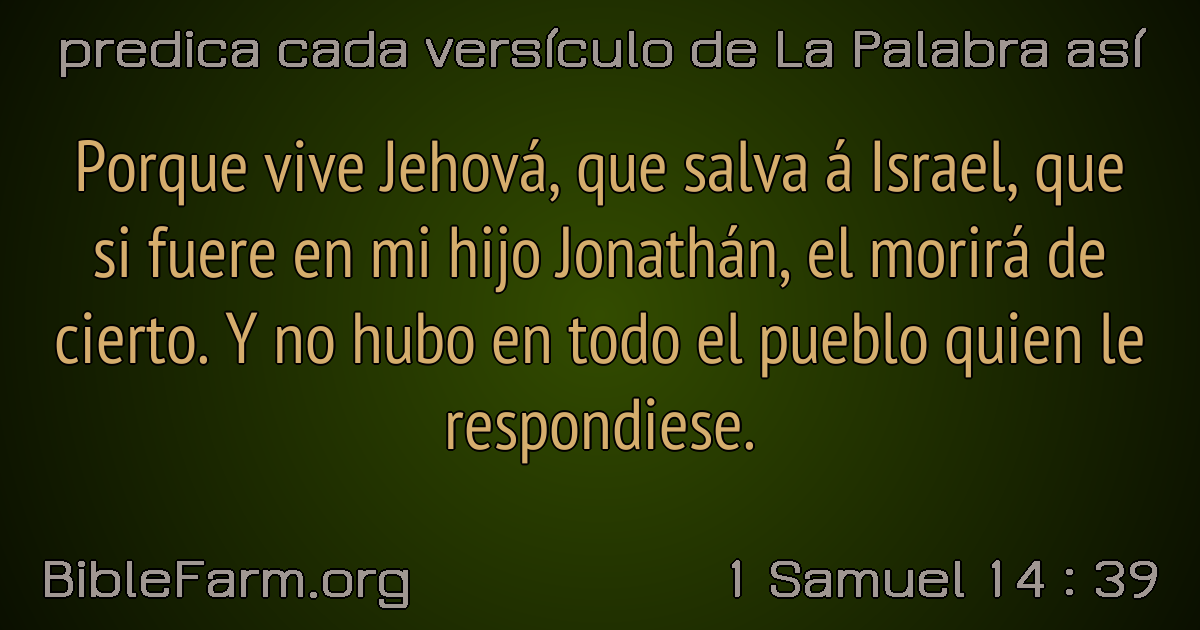 predica cada versículo de La Palabra así
Porque vive Jehová, que salva á Israel, que
si fuere en mi hijo Jonathán, el morirá de
cierto. Y no hubo en todo el pueblo quien le
respondiese.
BibleFarm.org
1 Samuel 14 : 39